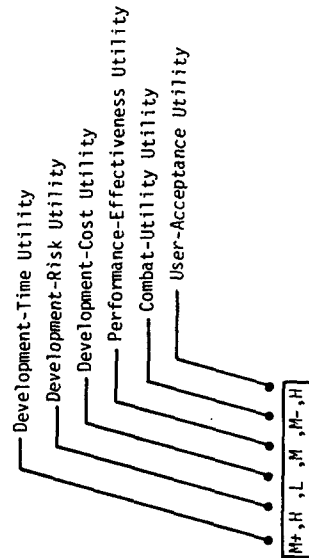 Development-Time Utility
Development-Risk Utility
Development-Cost Utility
Performance-Effectiveness Utility
Combat-Utility Utility
User-Acceptance Utility
M+,H ,L ,M ,M-,H